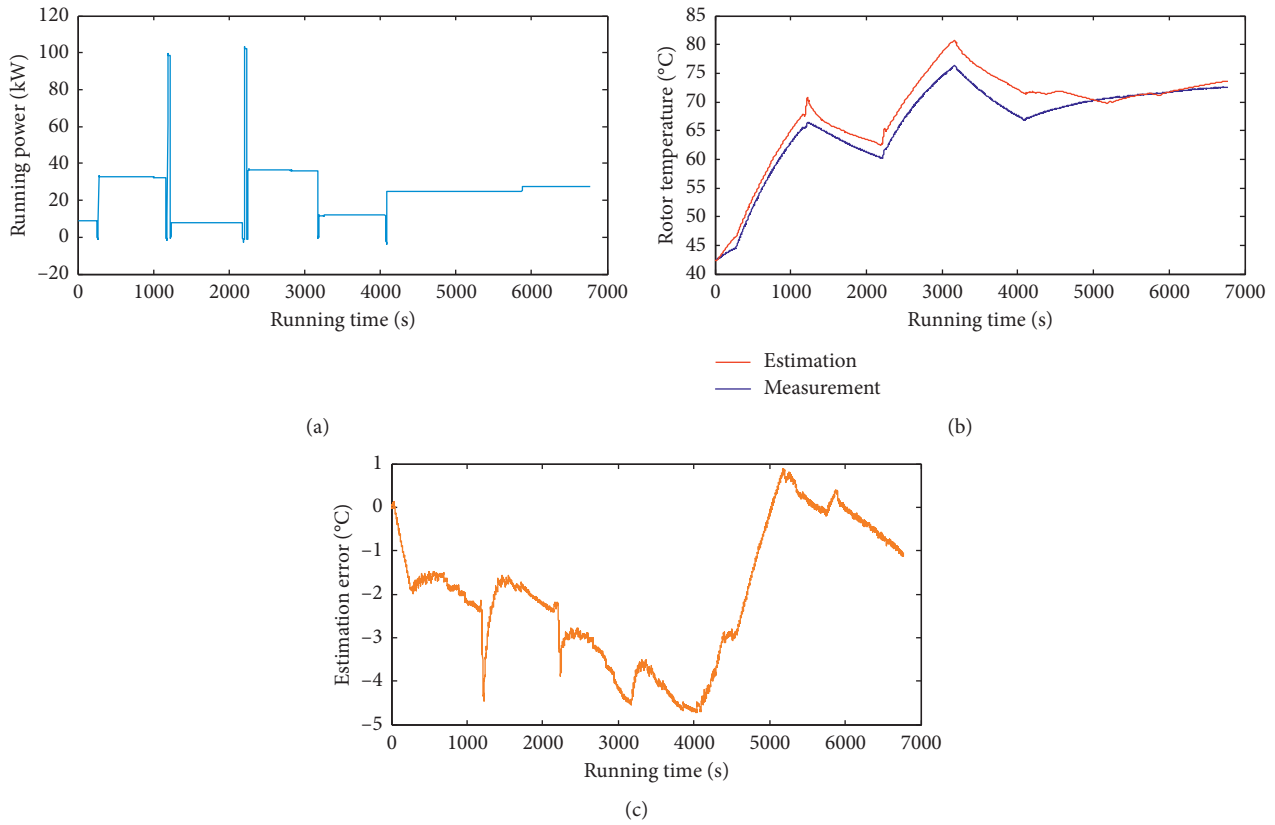 120
100
80
60
40
20
0
−20
Running power (kW)
0 1000 2000 3000 4000 5000 6000 7000
Running time (s)
(a)
85
80
75
70
65
60
55
50
45
40
Rotor temperature (°C)
0 1000 2000 3000 4000 5000 6000 7000
Running time (s)
Estimation
Measurement
(b)
1
0
−1
−2
−3
−4
−5
Estimation error (°C)
0 1000 2000 3000 4000 5000 6000 7000
Running time (s)
(c)